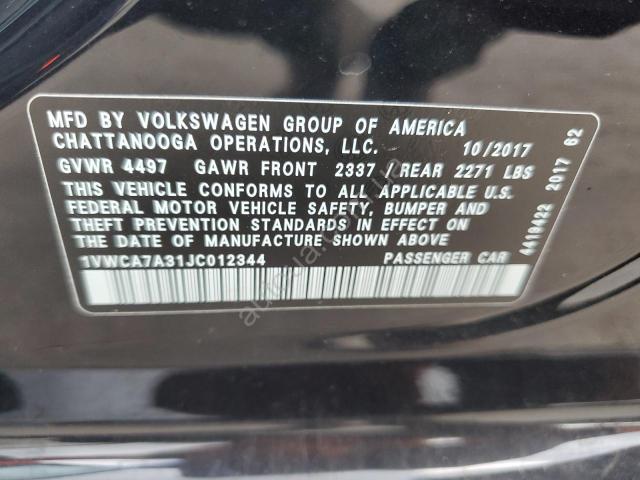 MFD BY VOLKSWAGEN GROUP OF AMERICA
CHATTANOOGA OPERATIONS, LLC. 10/2017
GVWR 4497 GAWR FRONT 2337 REAR 2271 LBS
THIS VEHICLE CONFORMS TO ALL APPLICABLE U.S.
FEDERAL MOTOR VEHICLE SAFETY, BUMPER AND
THEFT PREVENTION STANDARDS IN EFFECT ON
THE DATE OF MANUFACTURE SHOWN ABOVE
1VWCA7A31JC012344 PASSENGER CAR
4419422 2017 62